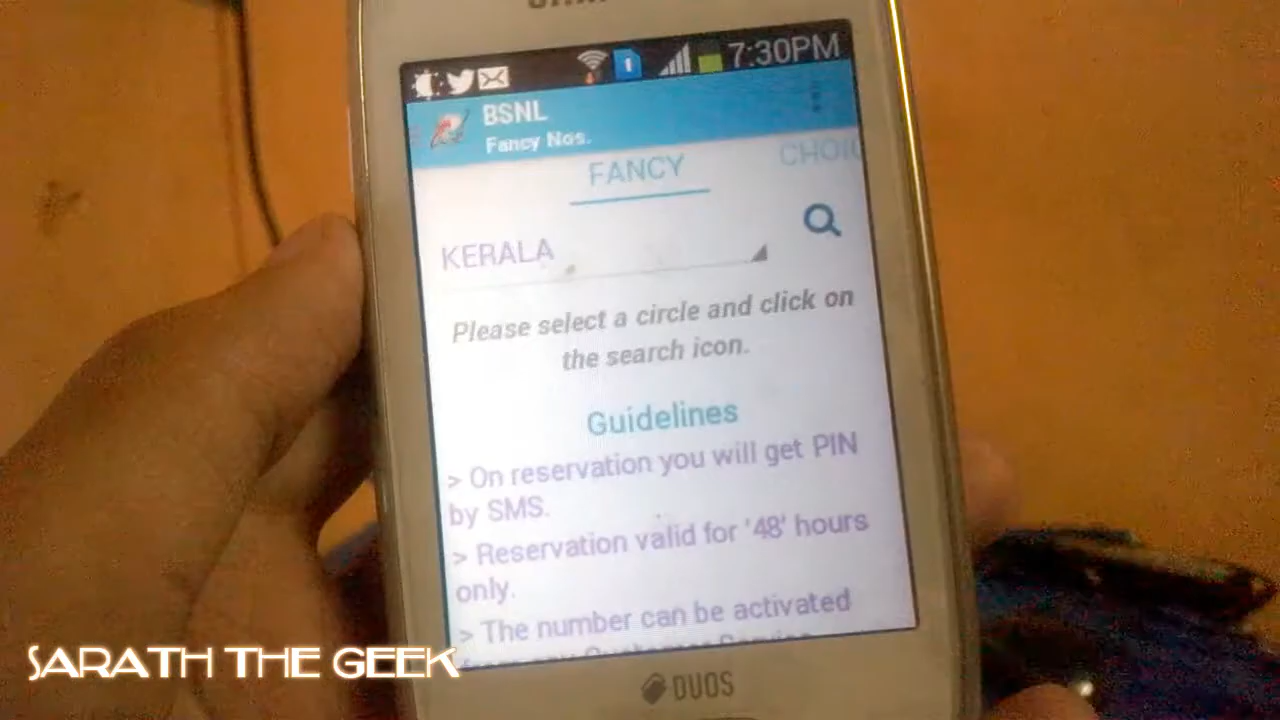 7:30PM
BSNL
Fancy Nos.
FANCY
KERALA
Please select a circle and click on
the search icon.
Guidelines
> On reservation you will get PIN
by SMS.
> Reservation valid for '48' hours
only.
> The number can be activated
DUOS
SARATH THE GEEK